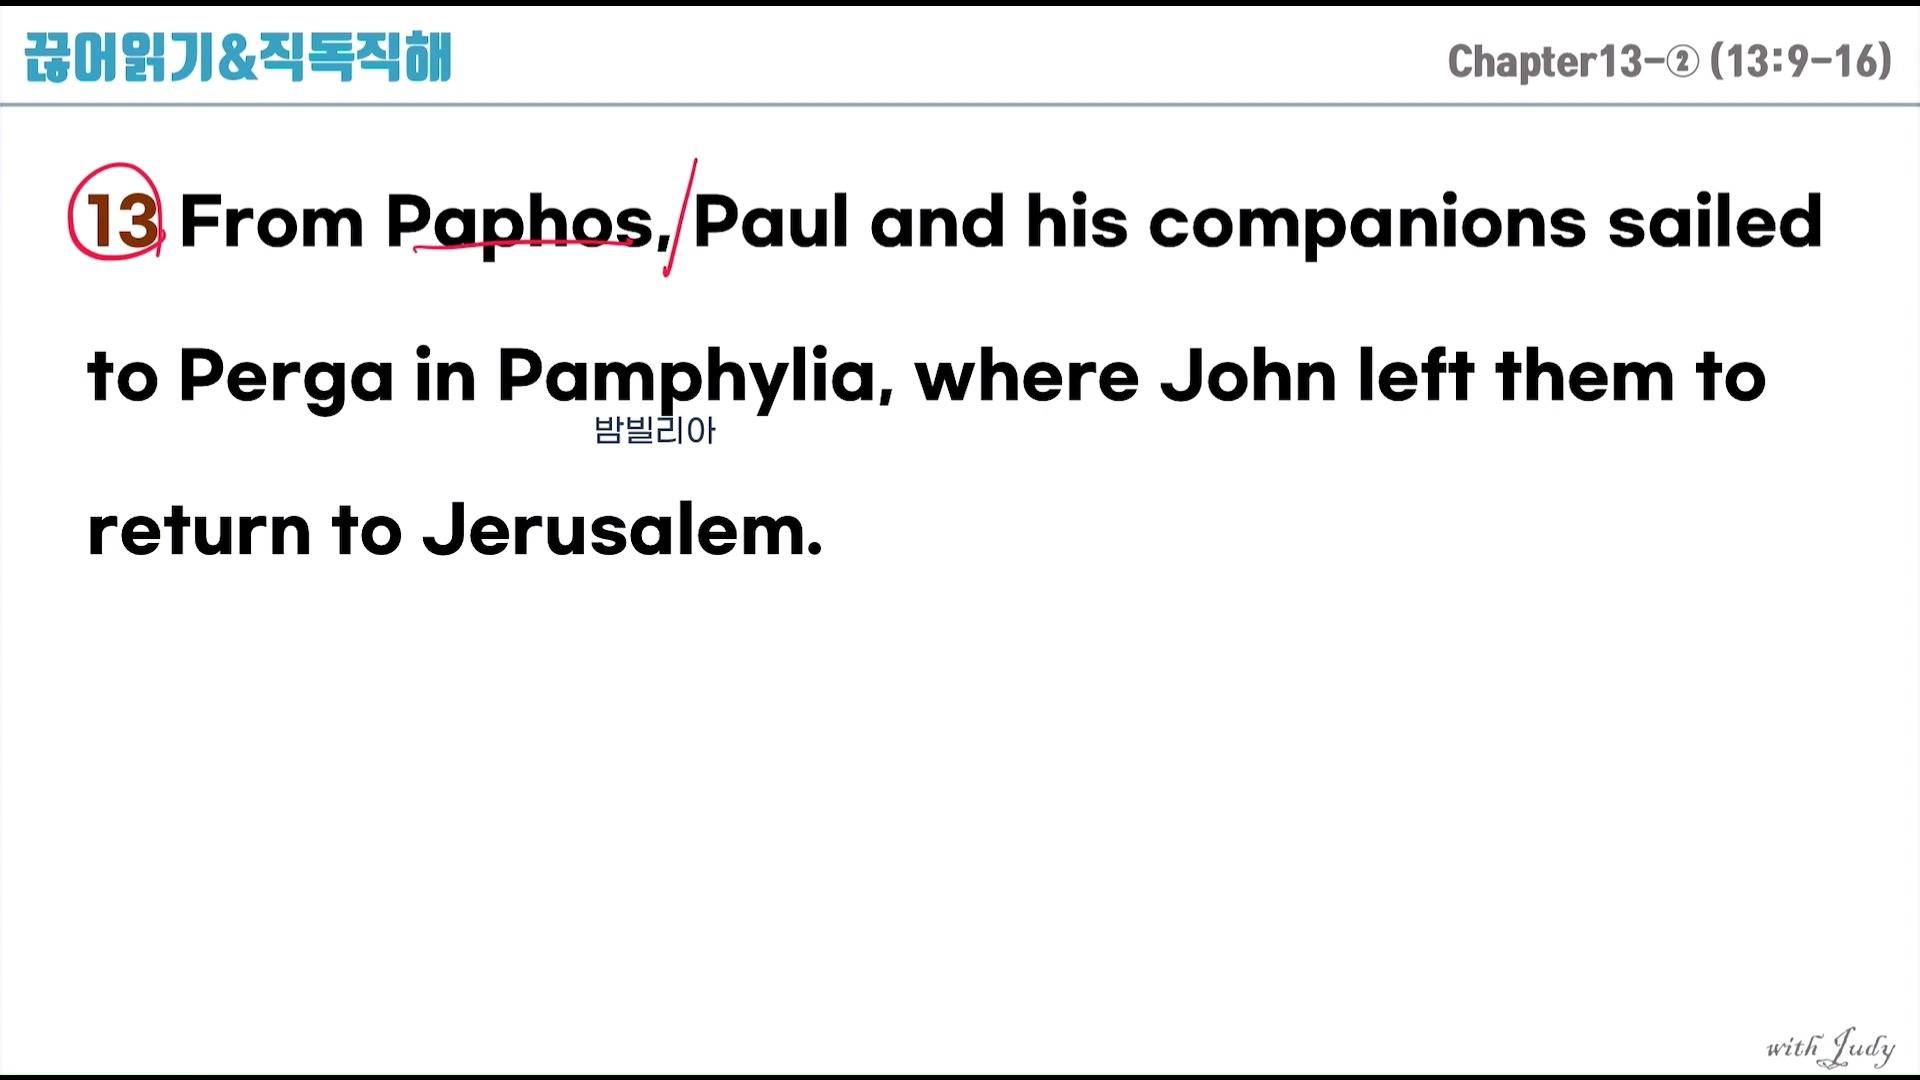 끊어읽기&직독직해
Chapter13-② (13:9-16)
13 From Paphos, Paul and his companions sailed
to Perga in Pamphylia, where John left them to
밤빌리아
return to Jerusalem.
with Judy